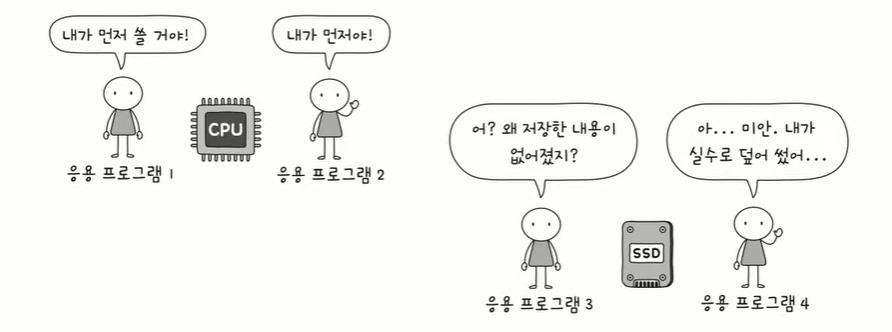 내가 먼저 쓸 거야!
내가 먼저야!
CPU
응용 프로그램 1
응용 프로그램 2
어? 왜 저장한 내용이
없어졌지?
아... 미안. 내가
실수로 덮어 썼어...
SSD
응용 프로그램 3
응용 프로그램 4